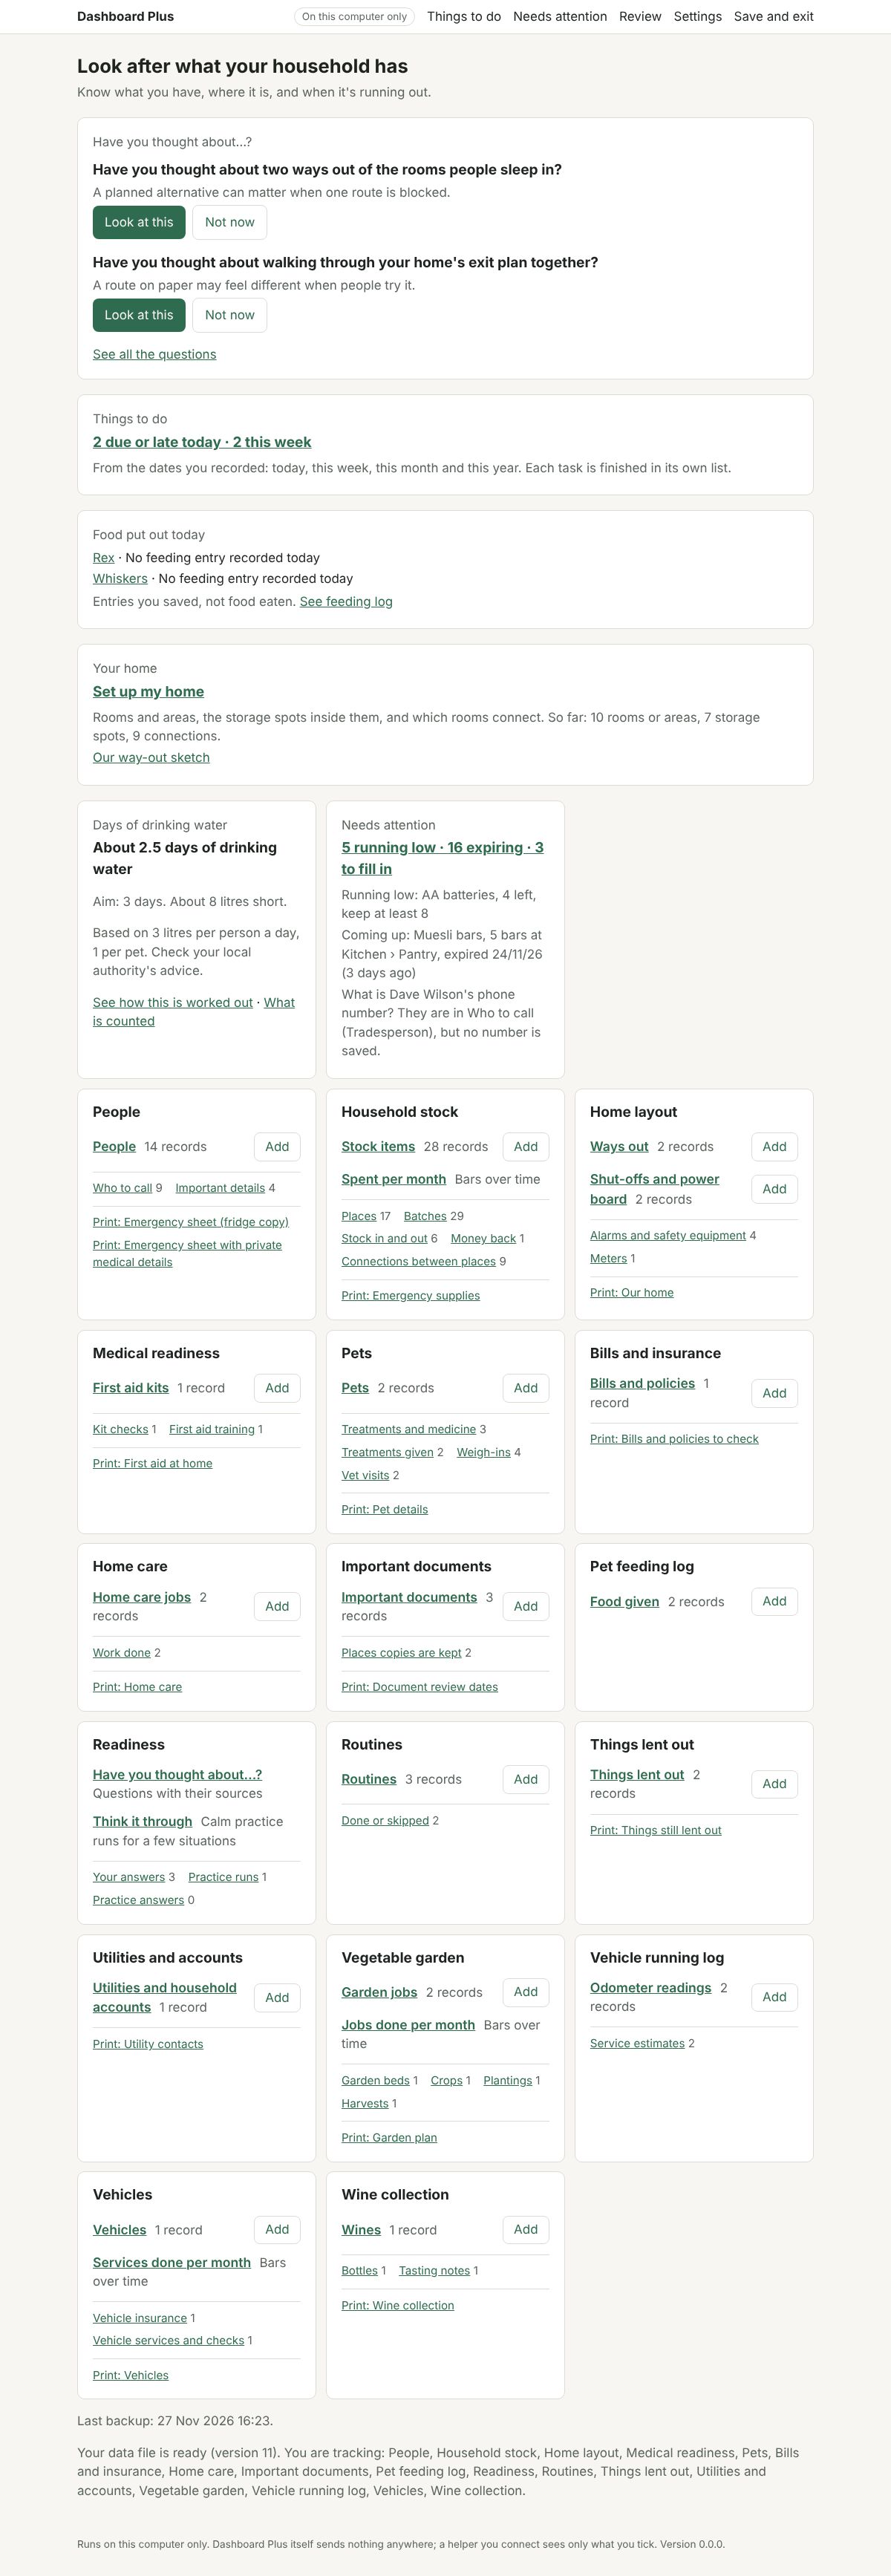 Dashboard Plus
On this computer only
Things to do
Needs attention
Review
Settings
Save and exit
Look after what your household has
Know what you have, where it is, and when it's running out.
Have you thought about...?
Have you thought about two ways out of the rooms people sleep in?
A planned alternative can matter when one route is blocked.
Look at this
Not now
Have you thought about walking through your home's exit plan together?
A route on paper may feel different when people try it.
Look at this
Not now
See all the questions
Things to do
2 due or late today · 2 this week
From the dates you recorded: today, this week, this month and this year. Each task is finished in its own list.
Food put out today
Rex · No feeding entry recorded today
Whiskers · No feeding entry recorded today
Entries you saved, not food eaten. See feeding log
Your home
Set up my home
Rooms and areas, the storage spots inside them, and which rooms connect. So far: 10 rooms or areas, 7 storage
spots, 9 connections.
Our way-out sketch
Days of drinking water
About 2.5 days of drinking
water
Aim: 3 days. About 8 litres short.
Based on 3 litres per person a day,
1 per pet. Check your local
authority's advice.
See how this is worked out · What
is counted
Needs attention
5 running low · 16 expiring · 3
to fill in
Running low: AA batteries, 4 left,
keep at least 8
Coming up: Muesli bars, 5 bars at
Kitchen › Pantry, expired 24/11/26
(3 days ago)
What is Dave Wilson's phone
number? They are in Who to call
(Tradesperson), but no number is
saved.
People
People 14 records
Add
Who to call 9 Important details 4
Print: Emergency sheet (fridge copy)
Print: Emergency sheet with private
medical details
Household stock
Stock items 28 records
Add
Spent per month Bars over time
Places 17 Batches 29
Stock in and out 6 Money back 1
Connections between places 9
Print: Emergency supplies
Home layout
Ways out 2 records
Add
Shut-offs and power
board 2 records
Add
Alarms and safety equipment 4
Meters 1
Print: Our home
Medical readiness
First aid kits 1 record
Add
Kit checks 1 First aid training 1
Print: First aid at home
Pets
Pets 2 records
Add
Treatments and medicine 3
Treatments given 2 Weigh-ins 4
Vet visits 2
Print: Pet details
Bills and insurance
Bills and policies 1
record
Add
Print: Bills and policies to check
Home care
Home care jobs 2
records
Add
Work done 2
Print: Home care
Important documents
Important documents 3
records
Add
Places copies are kept 2
Print: Document review dates
Pet feeding log
Food given 2 records
Add
Readiness
Have you thought about...?
Questions with their sources
Think it through Calm practice
runs for a few situations
Your answers 3 Practice runs 1
Practice answers 0
Routines
Routines 3 records
Add
Done or skipped 2
Things lent out
Things lent out 2
records
Add
Print: Things still lent out
Utilities and accounts
Utilities and household
accounts 1 record
Add
Print: Utility contacts
Vegetable garden
Garden jobs 2 records
Add
Jobs done per month Bars over
time
Garden beds 1 Crops 1 Plantings 1
Harvests 1
Print: Garden plan
Vehicle running log
Odometer readings 2
records
Add
Service estimates 2
Vehicles
Vehicles 1 record
Add
Services done per month Bars
over time
Vehicle insurance 1
Vehicle services and checks 1
Print: Vehicles
Wine collection
Wines 1 record
Add
Bottles 1 Tasting notes 1
Print: Wine collection
Last backup: 27 Nov 2026 16:23.
Your data file is ready (version 11). You are tracking: People, Household stock, Home layout, Medical readiness, Pets, Bills
and insurance, Home care, Important documents, Pet feeding log, Readiness, Routines, Things lent out, Utilities and
accounts, Vegetable garden, Vehicle running log, Vehicles, Wine collection.
Runs on this computer only. Dashboard Plus itself sends nothing anywhere; a helper you connect sees only what you tick. Version 0.0.0.